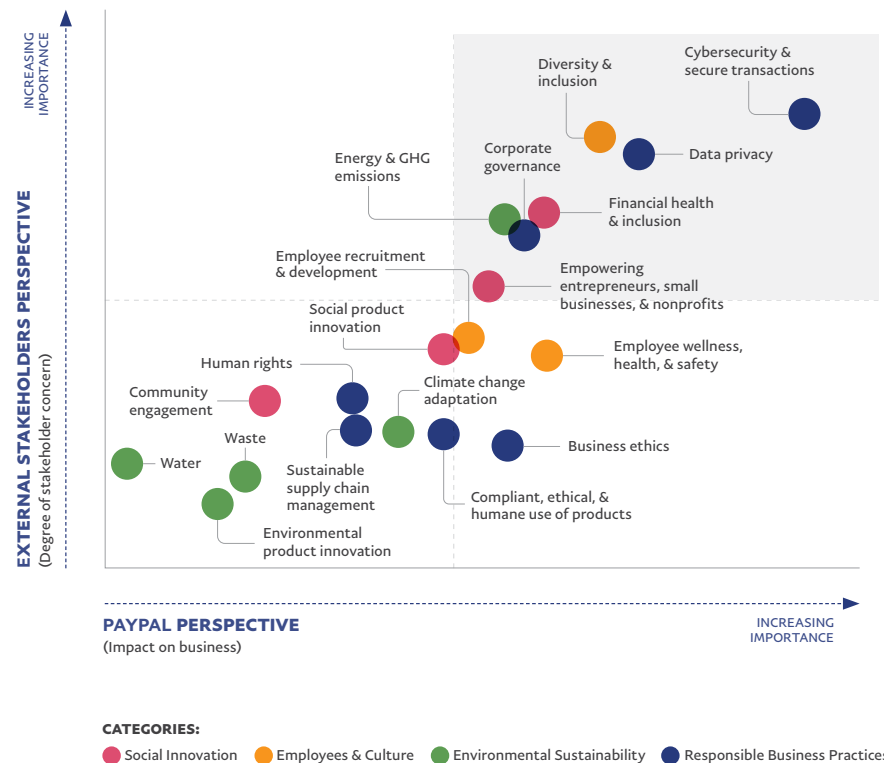 INCREASING
IMPORTANCE
EXTERNAL STAKEHOLDERS PERSPECTIVE
(Degree of stakeholder concern)
Cybersecurity &
secure transactions
Diversity &
inclusion
Data privacy
Corporate
governance
Energy & GHG
emissions
Financial health
& inclusion
Employee recruitment
& development
Empowering
entrepreneurs, small
businesses, & nonprofits
Social product
innovation
Employee wellness,
health, & safety
Human rights
Climate change
adaptation
Community
engagement
Waste
Business ethics
Water
Sustainable
supply chain
management
Compliant, ethical, &
humane use of products
Environmental
product innovation
PAYPAL PERSPECTIVE
(Impact on business)
INCREASING
IMPORTANCE
CATEGORIES:
Social Innovation Employees & Culture Environmental Sustainability Responsible Business Practices